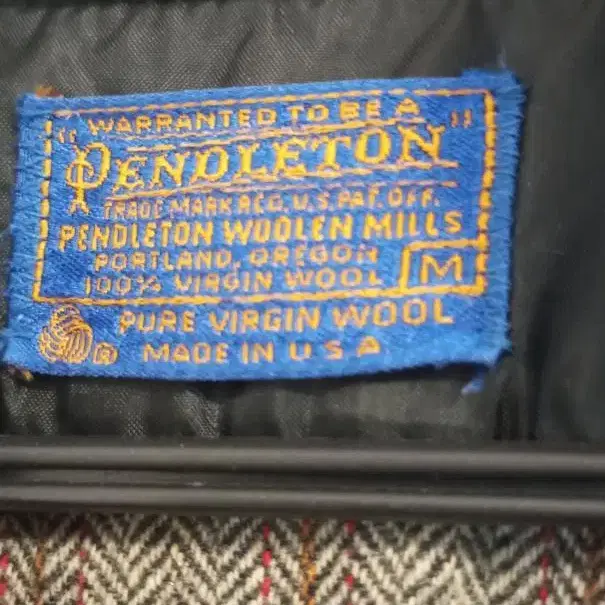 "WARRANTED TO BE A
PENDLETON"
TRADE MARK REG. U.S. PAT. OFF.
PENDLETON WOOLEN MILLS
PORTLAND, OREGON
100% VIRGIN WOOL M
PURE VIRGIN WOOL
® MADE IN U S A